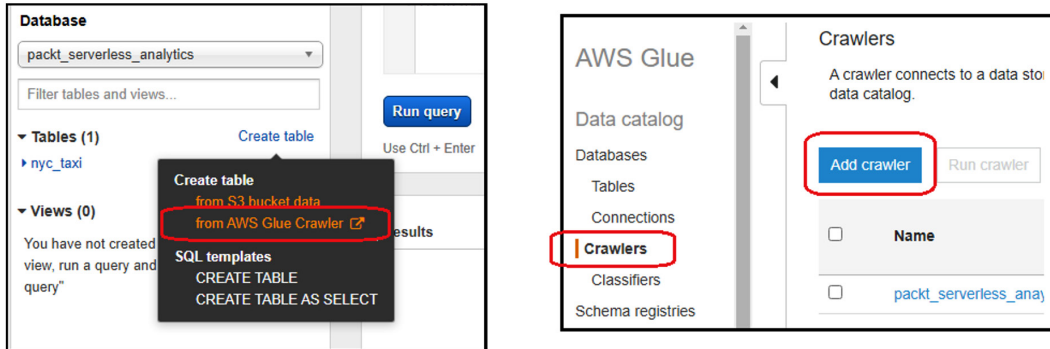 Database
packt_serverless_analytics
Filter tables and views...
Tables (1) Create table
nyc_taxi
Create table
from S3 bucket data
from AWS Glue Crawler
SQL templates
CREATE TABLE
CREATE TABLE AS SELECT
Views (0)
You have not created
view, run a query and
query"
Run query
Use Ctrl + Enter
esults
AWS Glue
Data catalog
Databases
Tables
Connections
Crawlers
Classifiers
Schema registries
Crawlers
A crawler connects to a data sto
data catalog.
Add crawler Run crawler
Name
packt_serverless_anay